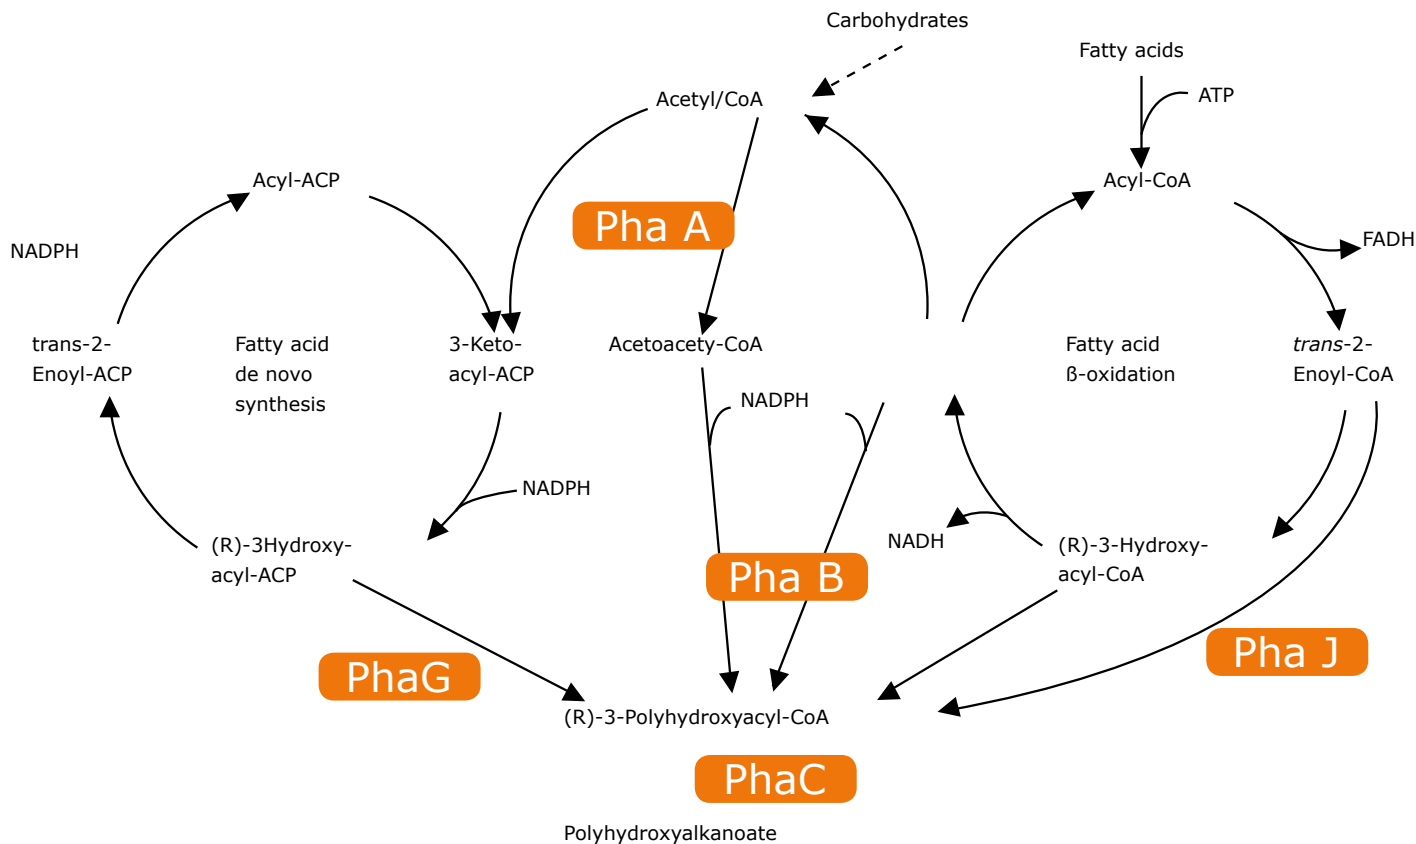 Carbohydrates
Fatty acids
Acetyl/CoA
ATP
Acyl-ACP
Acyl-CoA
Pha A
NADPH
FADH
trans-2-
Enoyl-ACP
Fatty acid
de novo
synthesis
3-Keto-
acyl-ACP
Acetoacety-CoA
Fatty acid
ß-oxidation
trans-2-
Enoyl-CoA
NADPH
NADPH
(R)-3Hydroxy-
acyl-ACP
NADH
(R)-3-Hydroxy-
acyl-CoA
Pha B
PhaG
Pha J
(R)-3-Polyhydroxyacyl-CoA
PhaC
Polyhydroxyalkanoate